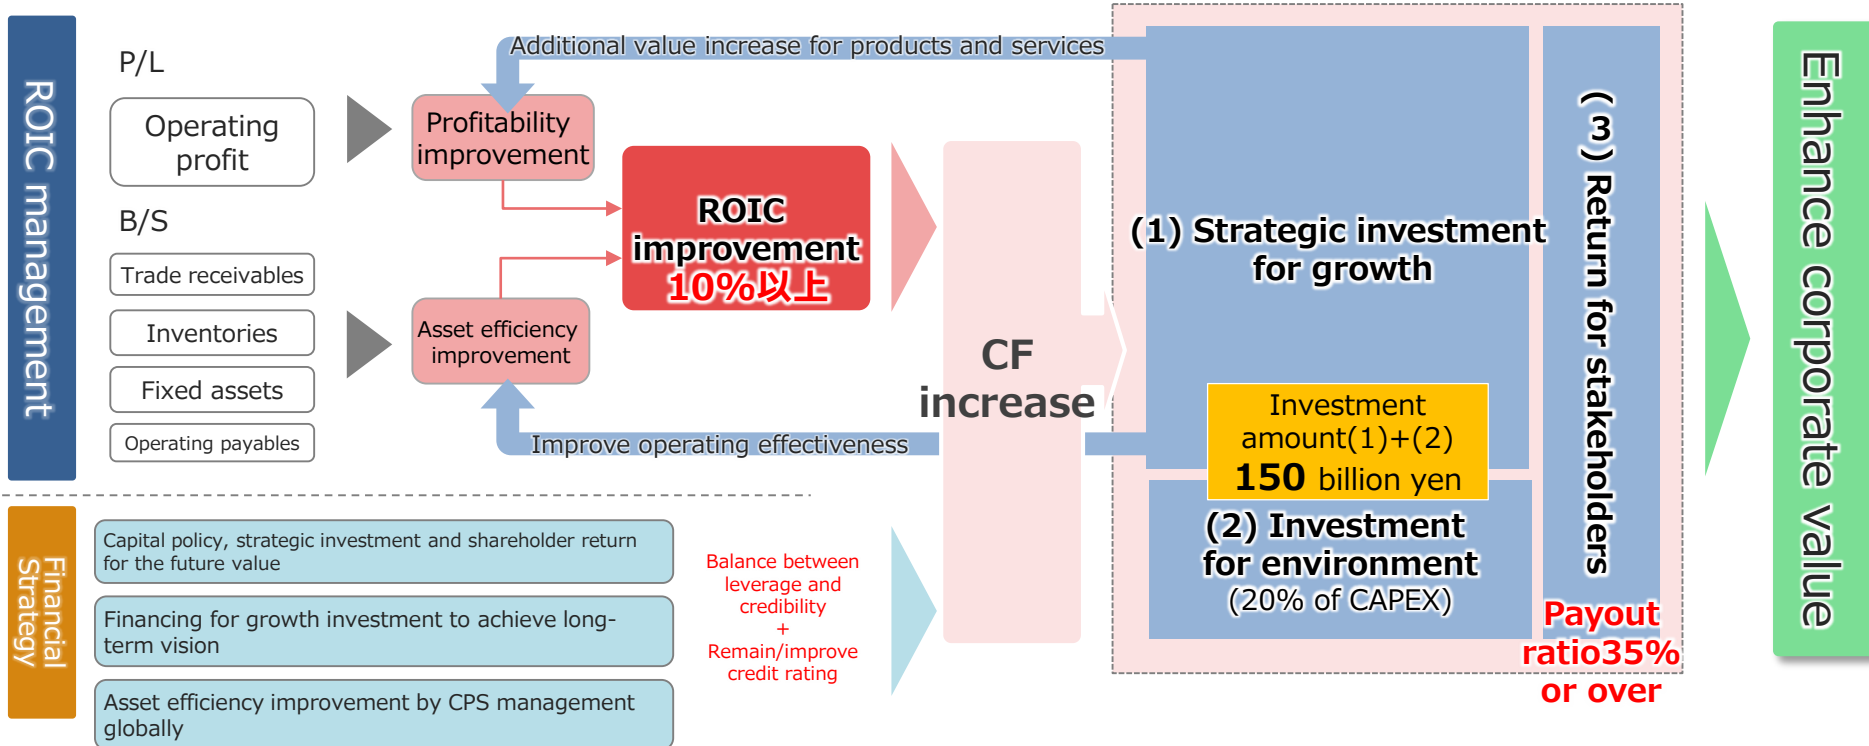 ROIC management
P/L
Operating
profit
B/S
Trade receivables
Inventories
Fixed assets
Operating payables
Additional value increase for products and services
Profitability
improvement
Asset efficiency
improvement
Improve operating effectiveness
ROIC
improvement
10%以上
CF
increase
(1) Strategic investment
for growth
Investment
amount(1)+(2)
150 billion yen
(2) Investment
for environment
(20% of CAPEX)
(3) Return for stakeholders
Payout
ratio35%
or over
Enhance corporate value
Financial
Strategy
Capital policy, strategic investment and shareholder return
for the future value
Financing for growth investment to achieve long-
term vision
Asset efficiency improvement by CPS management
globally
Balance between
leverage and
credibility
+
Remain/improve
credit rating